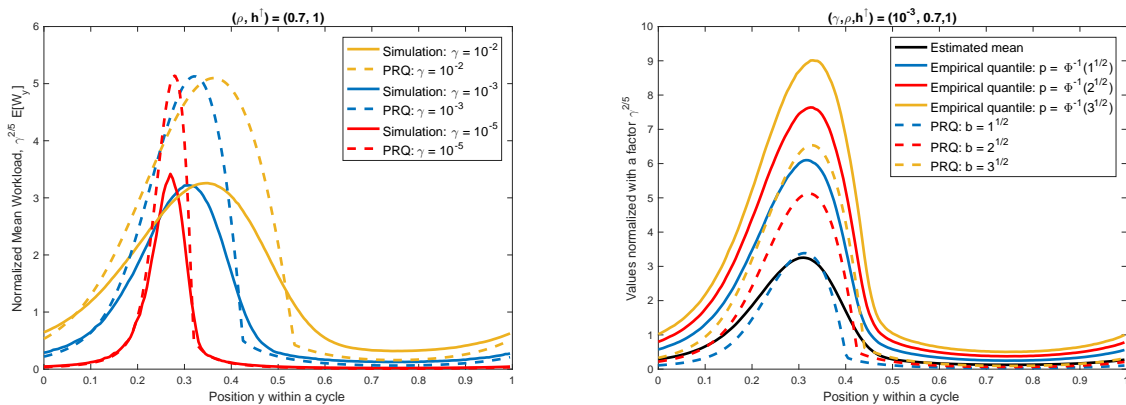 (ρ, h↑) = (0.7, 1)
6
5
4
3
2
1
0
Normalized Mean Workload, γ^{2/5} E[W_y]
Simulation: γ = 10^{-2}
PRQ: γ = 10^{-2}
Simulation: γ = 10^{-3}
PRQ: γ = 10^{-3}
Simulation: γ = 10^{-5}
PRQ: γ = 10^{-5}
0 0.1 0.2 0.3 0.4 0.5 0.6 0.7 0.8 0.9 1
Position y within a cycle
(γ,ρ,h↑) = (10^{-3}, 0.7,1)
10
9
8
7
6
5
4
3
2
1
0
Values normalized with a factor γ^{2/5}
Estimated mean
Empirical quantile: p = Φ^{-1}(1^{1/2})
Empirical quantile: p = Φ^{-1}(2^{1/2})
Empirical quantile: p = Φ^{-1}(3^{1/2})
PRQ: b = 1^{1/2}
PRQ: b = 2^{1/2}
PRQ: b = 3^{1/2}
0 0.1 0.2 0.3 0.4 0.5 0.6 0.7 0.8 0.9 1
Position y within a cycle